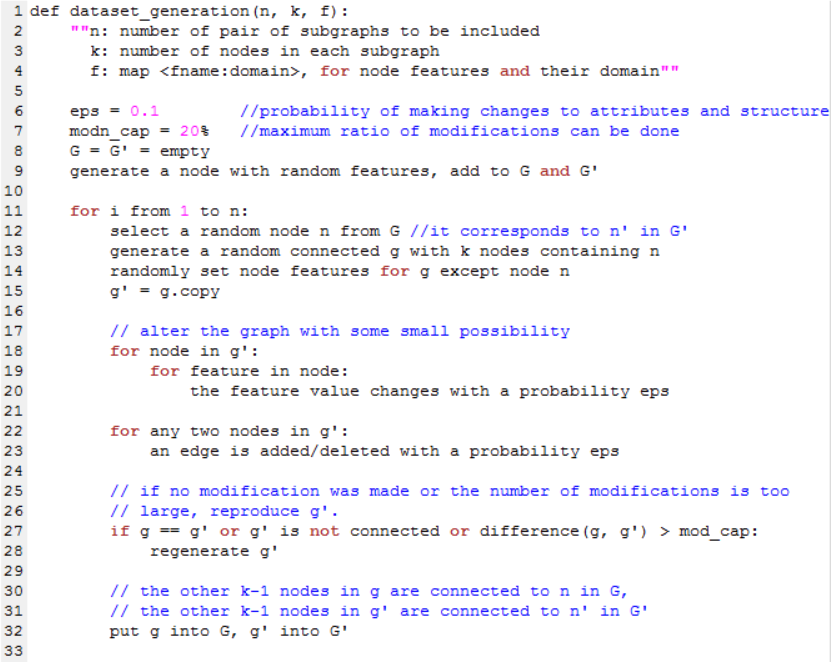 1 def dataset_generation(n, k, f):
2 ""n: number of pair of subgraphs to be included
3 k: number of nodes in each subgraph
4 f: map <fname:domain>, for node features and their domain""
5
6 eps = 0.1 //probability of making changes to attributes and structure
7 modn_cap = 20% //maximum ratio of modifications can be done
8 G = G' = empty
9 generate a node with random features, add to G and G'
10
11 for i from 1 to n:
12 select a random node n from G //it corresponds to n' in G'
13 generate a random connected g with k nodes containing n
14 randomly set node features for g except node n
15 g' = g.copy
16
17 // alter the graph with some small possibility
18 for node in g':
19 for feature in node:
20 the feature value changes with a probability eps
21
22 for any two nodes in g':
23 an edge is added/deleted with a probability eps
24
25 // if no modification was made or the number of modifications is too
26 // large, reproduce g'.
27 if g == g' or g' is not connected or difference(g, g') > mod_cap:
28 regenerate g'
29
30 // the other k-1 nodes in g are connected to n in G,
31 // the other k-1 nodes in g' are connected to n' in G'
32 put g into G, g' into G'
33